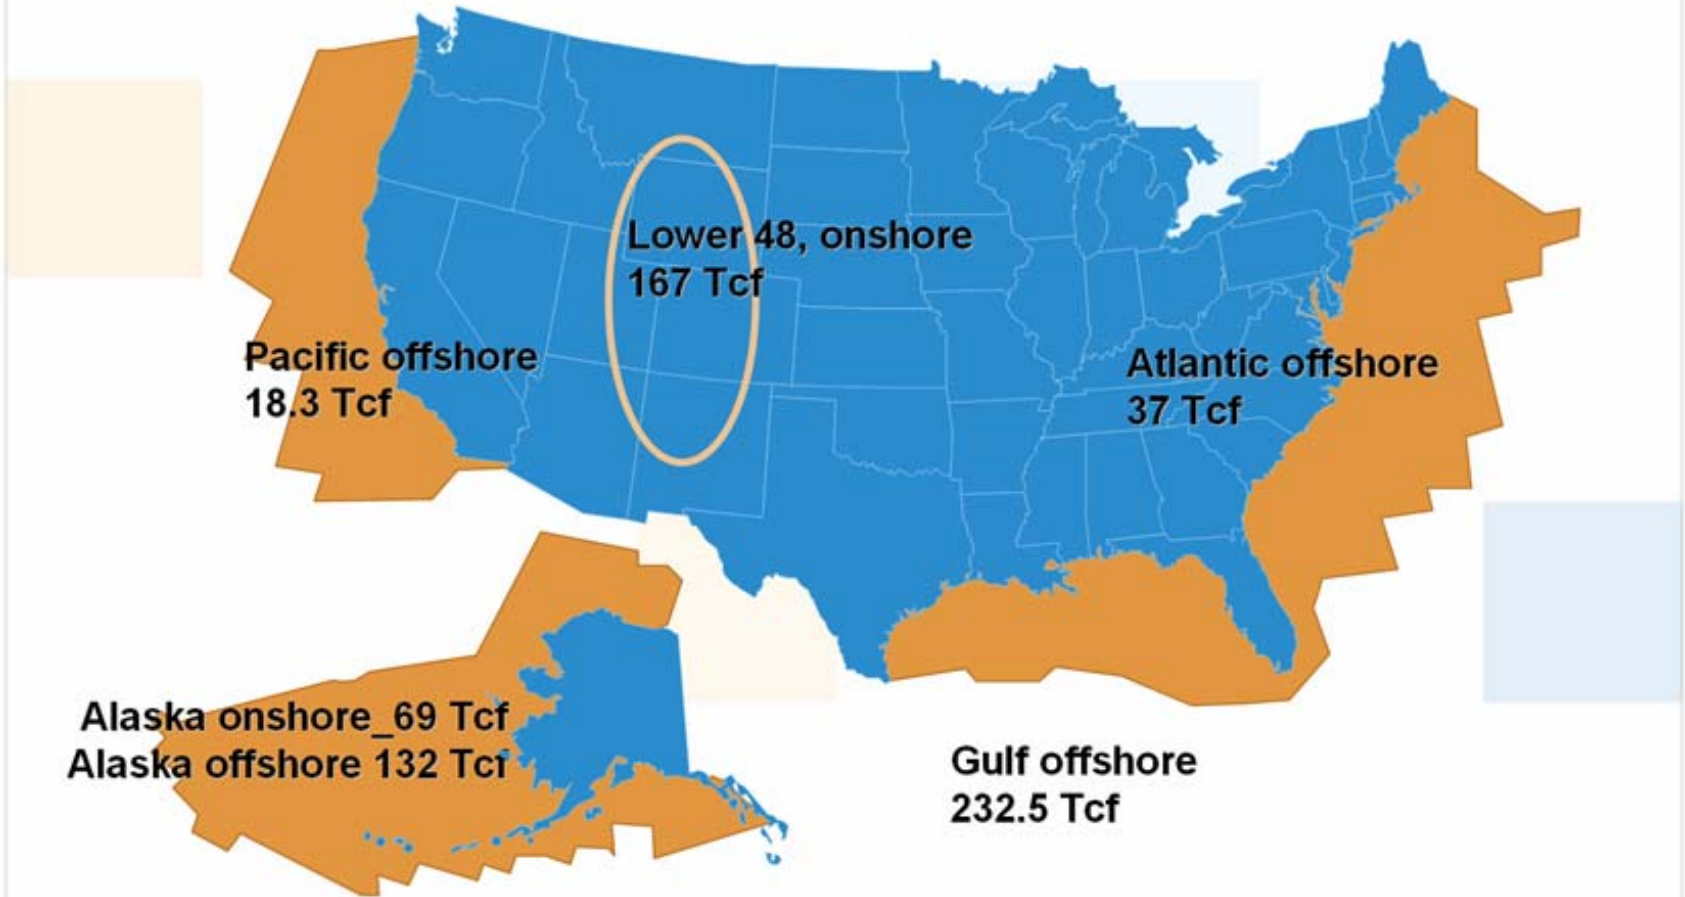 Lower 48, onshore
167 Tcf
Pacific offshore
18.3 Tcf
Atlantic offshore
37 Tcf
Alaska onshore_69 Tcf
Alaska offshore 132 Tcf
Gulf offshore
232.5 Tcf